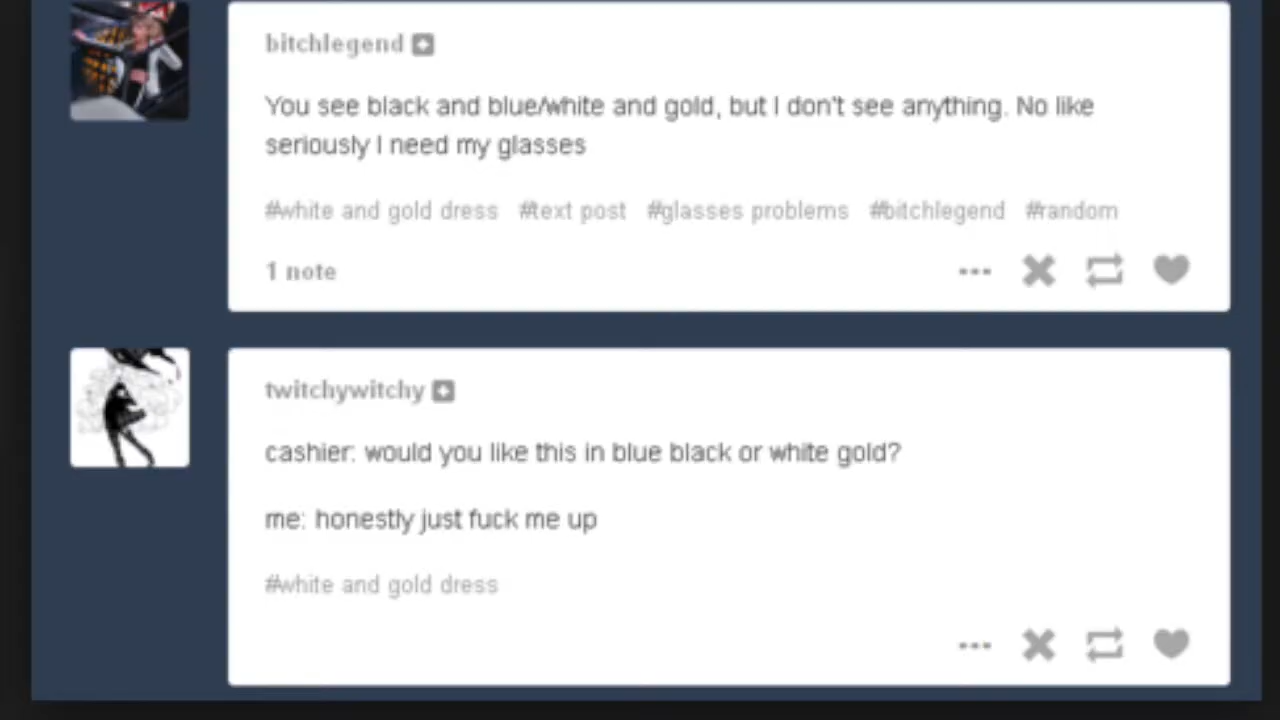 bitchlegend
You see black and blue/white and gold, but I don't see anything. No like
seriously I need my glasses
#white and gold dress #text post #glasses problems #bitchlegend #random
1 note
twitchywitchy
cashier: would you like this in blue black or white gold?
me: honestly just fuck me up
#white and gold dress